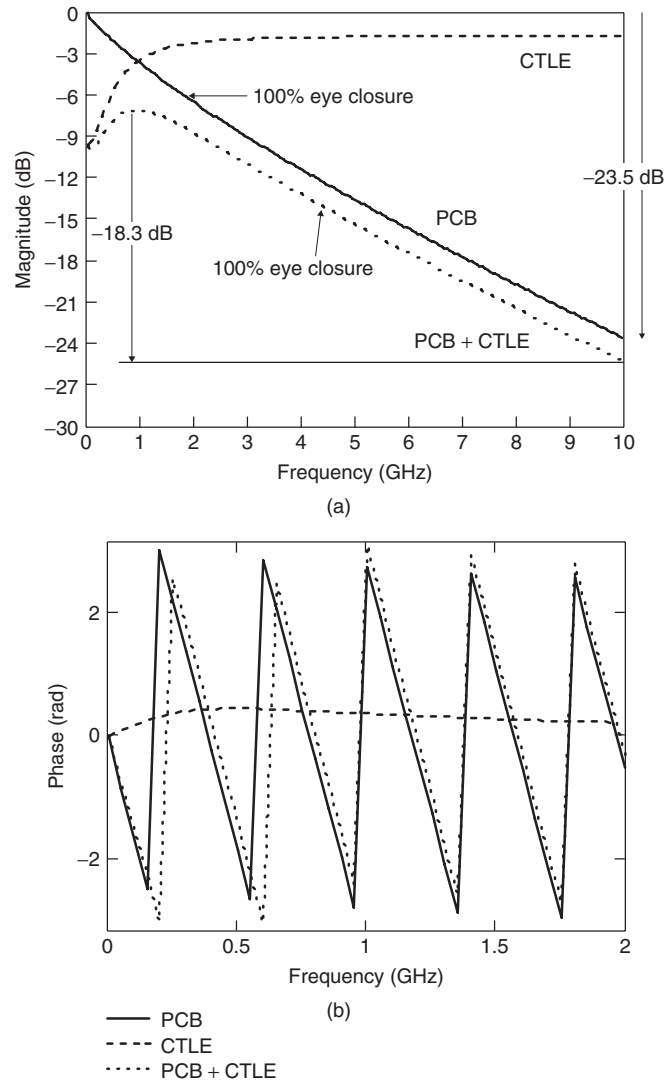 0
−3
−6
−9
−12
−15
−18
−21
−24
−27
−30
Magnitude (dB)
CTLE
100% eye closure
−23.5 dB
PCB
−18.3 dB
100% eye closure
PCB + CTLE
0 1 2 3 4 5 6 7 8 9 10
Frequency (GHz)
(a)
2
0
−2
Phase (rad)
0 0.5 1 1.5 2
Frequency (GHz)
(b)
PCB
CTLE
PCB + CTLE